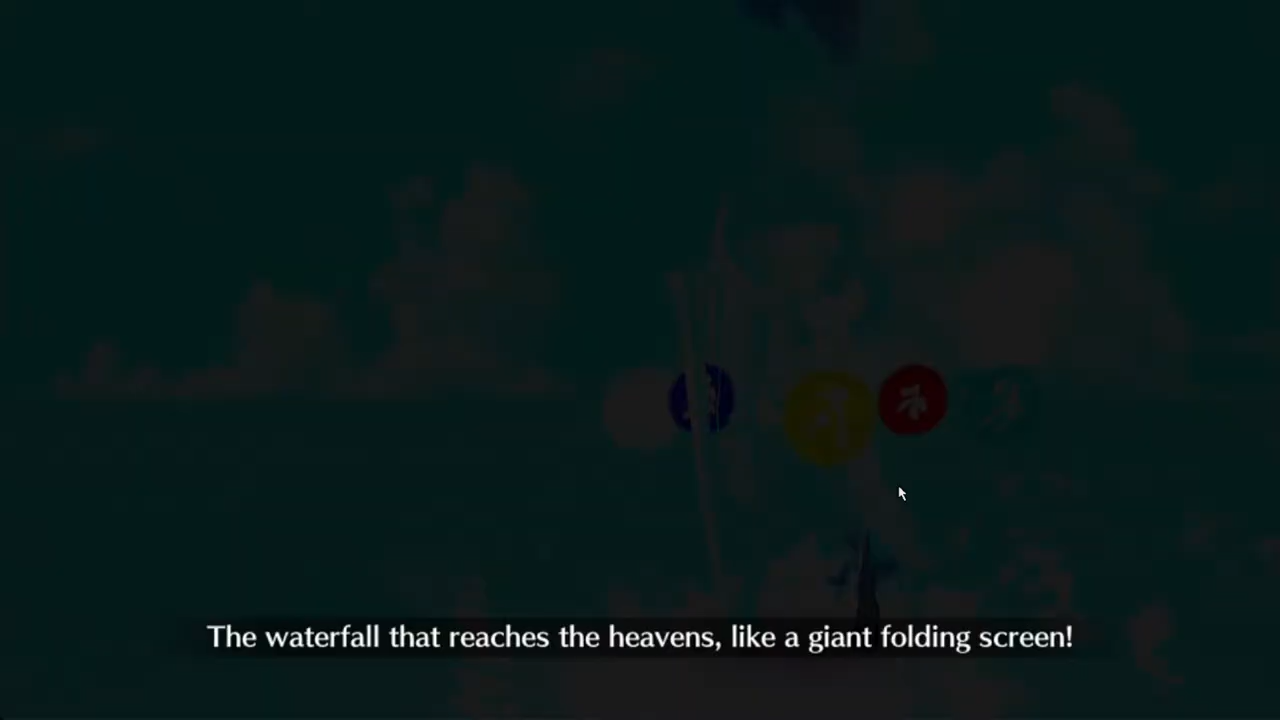 The waterfall that reaches the heavens, like a giant folding screen!